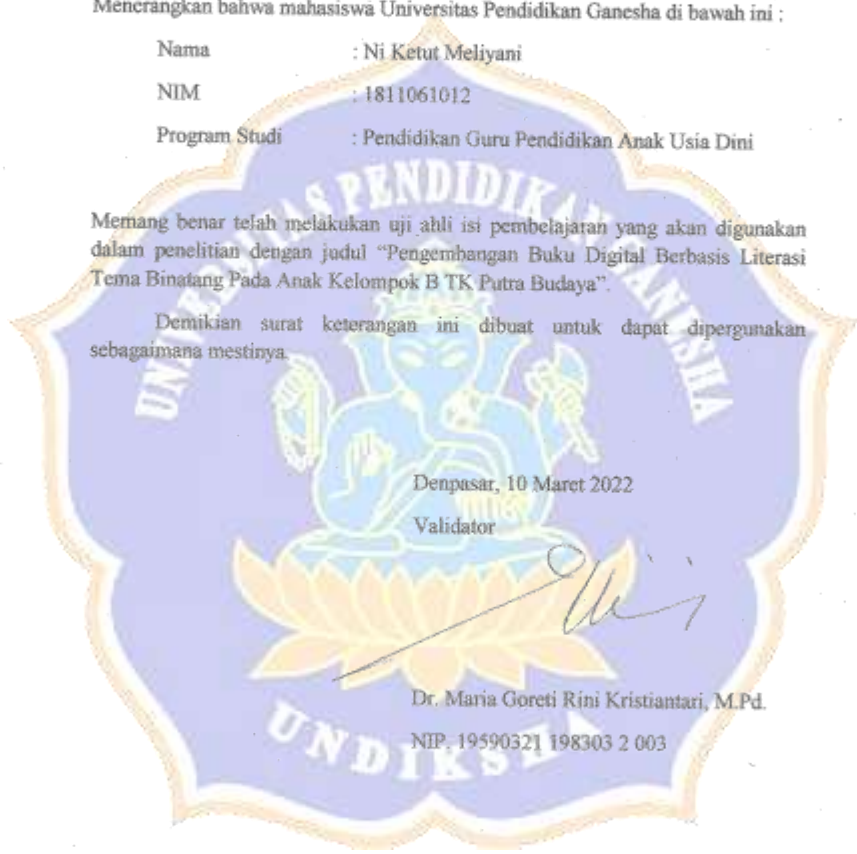 Menerangkan bahwa mahasiswa Universitas Pendidikan Ganesha di bawah ini :
Nama : Ni Ketut Meliyani
NIM : 1811061012
Program Studi : Pendidikan Guru Pendidikan Anak Usia Dini
Memang benar telah melakukan uji ahli isi pembelajaran yang akan digunakan
dalam penelitian dengan judul “Pengembangan Buku Digital Berbasis Literasi
Tema Binatang Pada Anak Kelompok B TK Putra Budaya”.
Demikian surat keterangan ini dibuat untuk dapat dipergunakan
sebagaimana mestinya.
Denpasar, 10 Maret 2022
Validator
Dr. Maria Goreti Rini Kristiantari, M.Pd.
NIP. 19590321 198303 2 003
UNIVERSITAS PENDIDIKAN GANESHA
UNDIKSHA